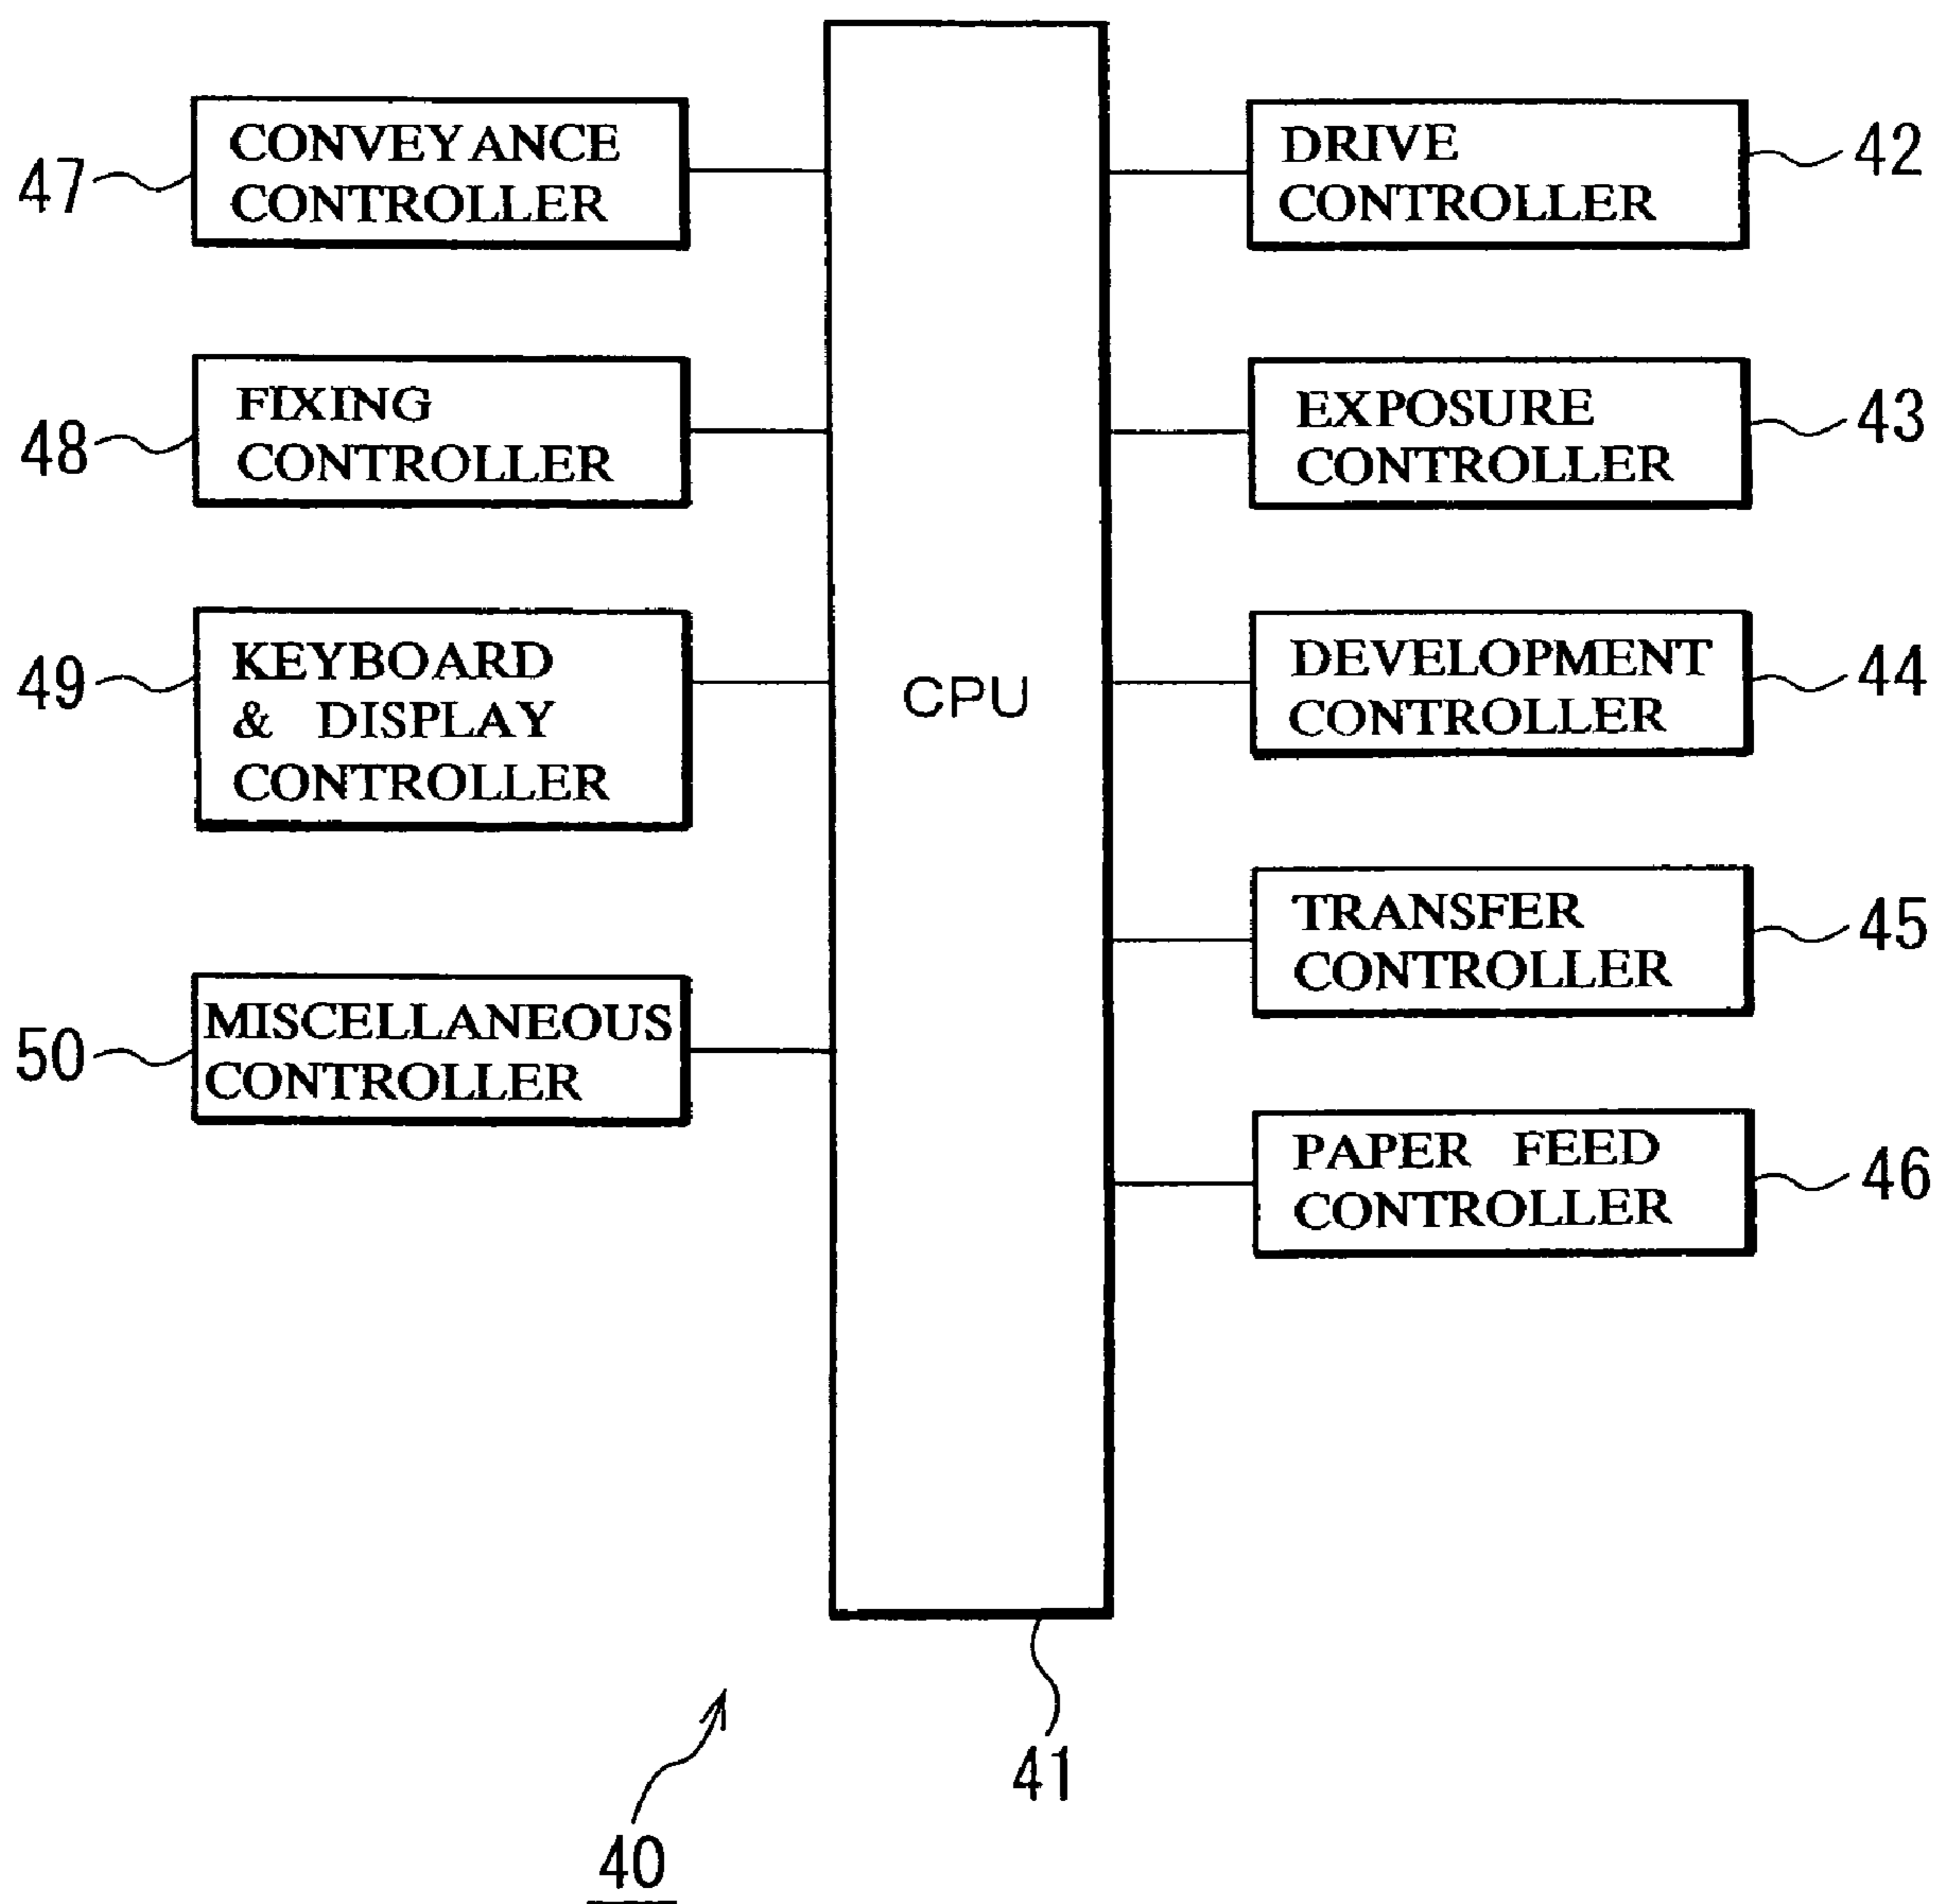 47
CONVEYANCE
CONTROLLER
48
FIXING
CONTROLLER
49
KEYBOARD
& DISPLAY
CONTROLLER
50
MISCELLANEOUS
CONTROLLER
CPU
41
DRIVE
CONTROLLER
42
EXPOSURE
CONTROLLER
43
DEVELOPMENT
CONTROLLER
44
TRANSFER
CONTROLLER
45
PAPER FEED
CONTROLLER
46
40